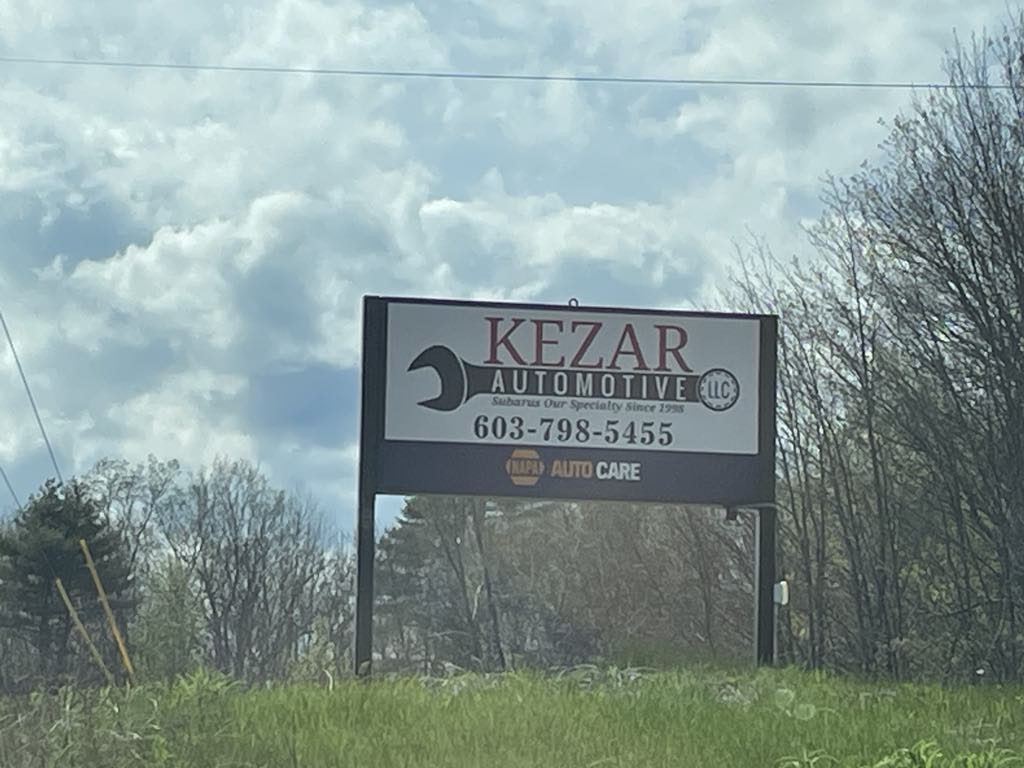 KEZAR
AUTOMOTIVE LLC
Subarus Our Specialty Since 1998
603-798-5455
NAPA AUTO CARE